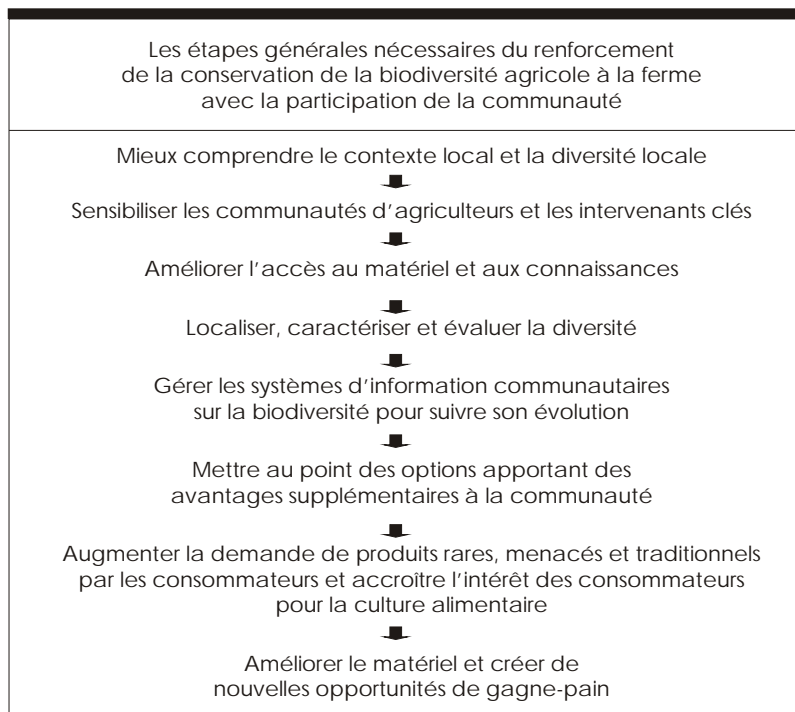 Les étapes générales nécessaires du renforcement
de la conservation de la biodiversité agricole à la ferme
avec la participation de la communauté
Mieux comprendre le contexte local et la diversité locale
Sensibiliser les communautés d'agriculteurs et les intervenants clés
Améliorer l'accès au matériel et aux connaissances
Localiser, caractériser et évaluer la diversité
Gérer les systèmes d'information communautaires
sur la biodiversité pour suivre son évolution
Mettre au point des options apportant des
avantages supplémentaires à la communauté
Augmenter la demande de produits rares, menacés et traditionnels
par les consommateurs et accroître l'intérêt des consommateurs
pour la culture alimentaire
Améliorer le matériel et créer de
nouvelles opportunités de gagne-pain